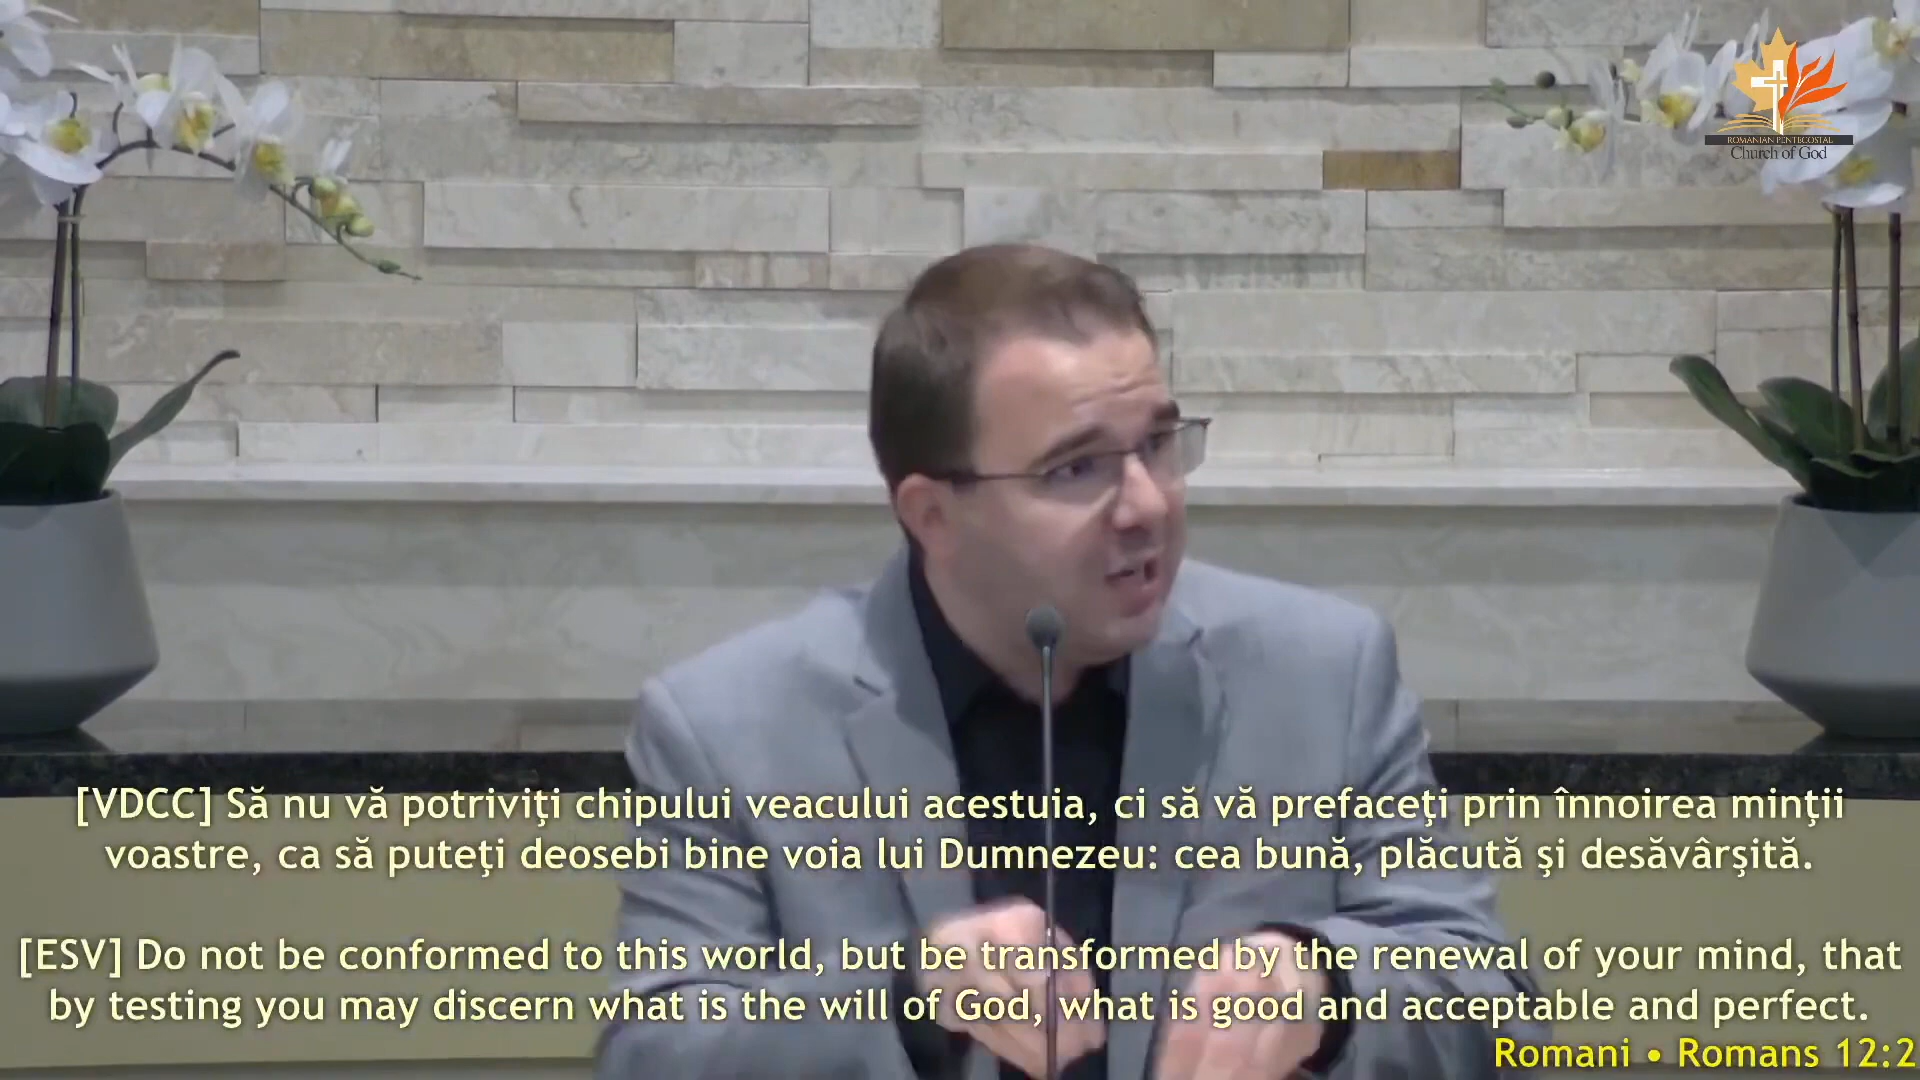 ROMANIAN PENTECOSTAL
Church of God
[VDCC] Să nu vă potriviţi chipului veacului acestuia, ci să vă prefaceţi prin înnoirea minţii
voastre, ca să puteţi deosebi bine voia lui Dumnezeu: cea bună, plăcută şi desăvârşită.
[ESV] Do not be conformed to this world, but be transformed by the renewal of your mind, that
by testing you may discern what is the will of God, what is good and acceptable and perfect.
Romani • Romans 12:2